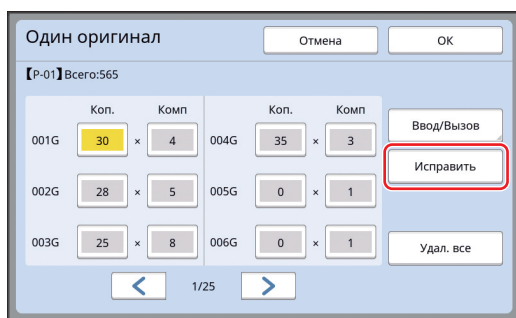 Один оригинал
Отмена
ОК
【P-01】Всего:565
Коп. Комп Коп. Комп
Ввод/Вызов
001G 30 × 4 004G 35 × 3
Исправить
002G 28 × 5 005G 0 × 1
003G 25 × 8 006G 0 × 1
Удал. все
1/25